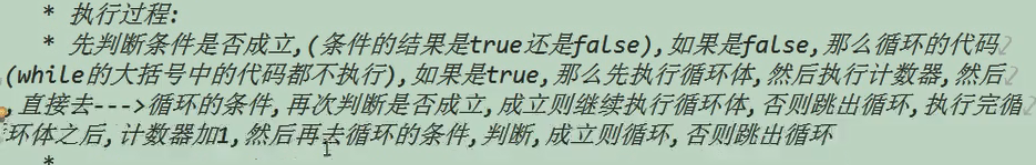 * 执行过程:
* 先判断条件是否成立,(条件的结果是true还是false),如果是false,那么循环的代码
(while的大括号中的代码都不执行),如果是true,那么先执行循环体,然后执行计数器,然后
,直接去--->循环的条件,再次判断是否成立,成立则继续执行循环体,否则跳出循环,执行完循
环体之后,计数器加1,然后再去循环的条件,判断,成立则循环,否则跳出循环
*